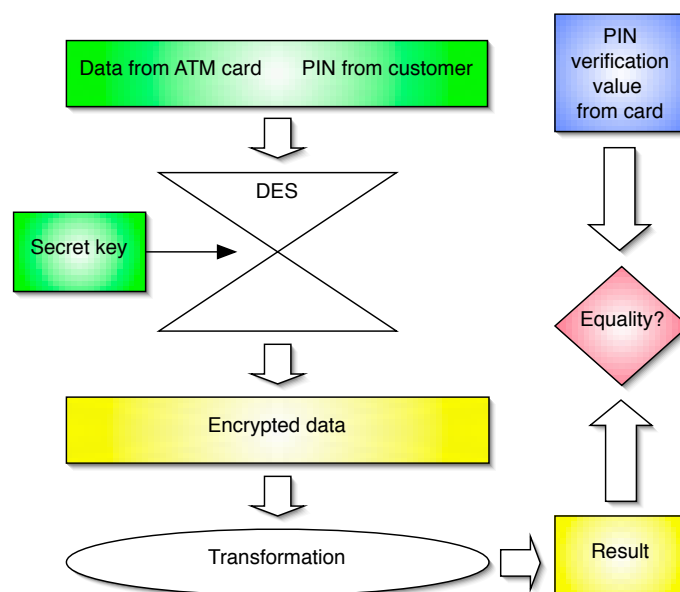 Data from ATM card
PIN from customer
PIN
verification
value
from card
DES
Secret key
Equality?
Encrypted data
Transformation
Result